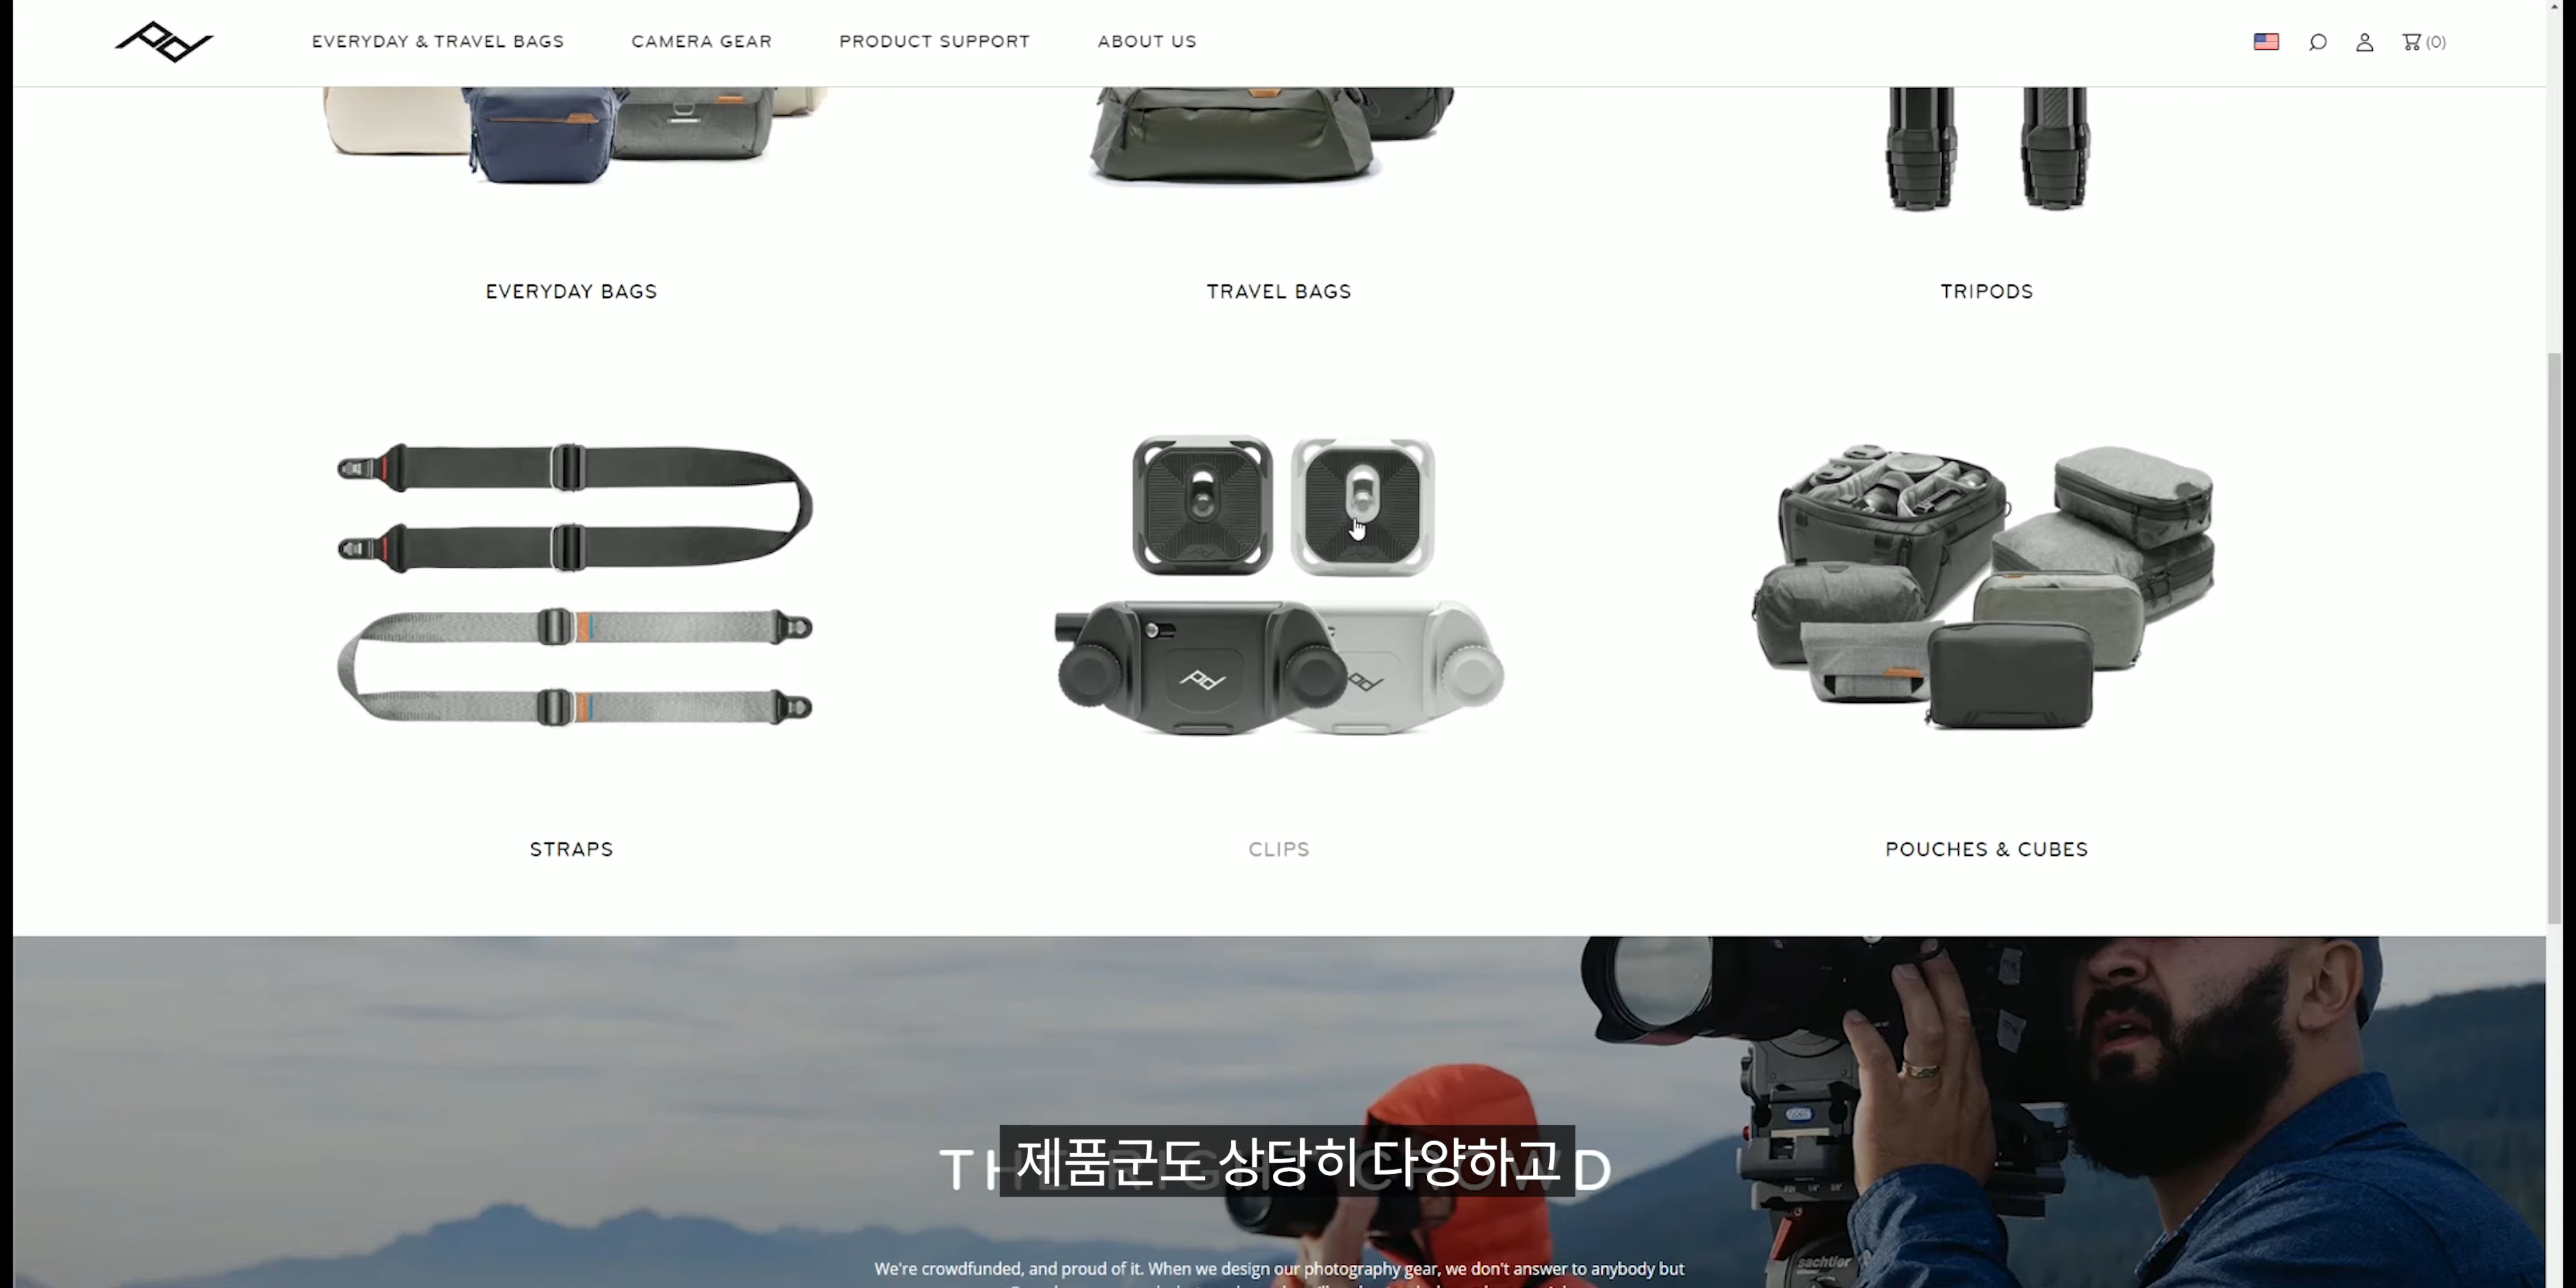 EVERYDAY & TRAVEL BAGS
CAMERA GEAR
PRODUCT SUPPORT
ABOUT US
(0)
EVERYDAY BAGS
TRAVEL BAGS
TRIPODS
STRAPS
CLIPS
POUCHES & CUBES
제품군도 상당히 다양하고
We're crowdfunded, and proud of it. When we design our photography gear, we don't answer to anybody but
sachtler